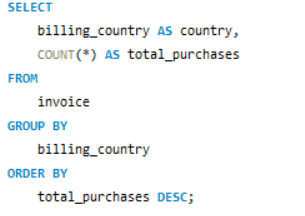 SELECT
    billing_country AS country,
    COUNT(*) AS total_purchases
FROM
    invoice
GROUP BY
    billing_country
ORDER BY
    total_purchases DESC;